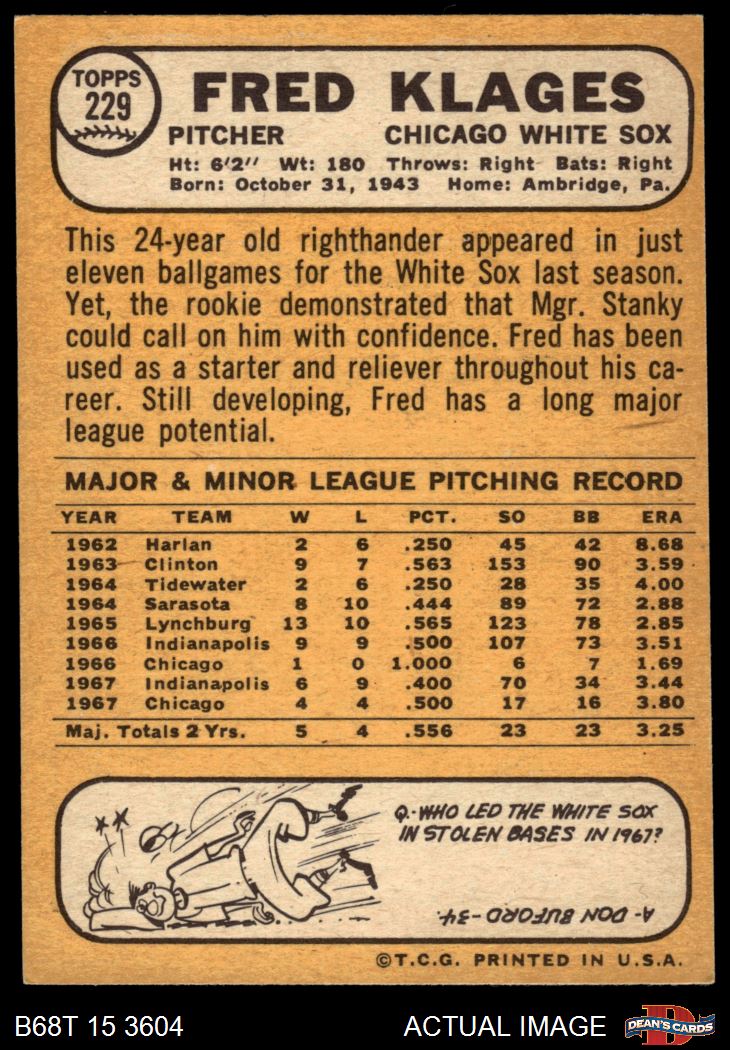 TOPPS
229
FRED KLAGES
PITCHER CHICAGO WHITE SOX
Ht: 6'2" Wt: 180 Throws: Right Bats: Right
Born: October 31, 1943 Home: Ambridge, Pa.
This 24-year old righthander appeared in just
eleven ballgames for the White Sox last season.
Yet, the rookie demonstrated that Mgr. Stanky
could call on him with confidence. Fred has been
used as a starter and reliever throughout his ca-
reer. Still developing, Fred has a long major
league potential.
MAJOR & MINOR LEAGUE PITCHING RECORD
YEAR TEAM W L PCT. SO BB ERA
1962 Harlan 2 6 .250 45 42 8.68
1963 Clinton 9 7 .563 153 90 3.59
1964 Tidewater 2 6 .250 28 35 4.00
1964 Sarasota 8 10 .444 89 72 2.88
1965 Lynchburg 13 10 .565 123 78 2.85
1966 Indianapolis 9 9 .500 107 73 3.51
1966 Chicago 1 0 1.000 6 7 1.69
1967 Indianapolis 6 9 .400 70 34 3.44
1967 Chicago 4 4 .500 17 16 3.80
Maj. Totals 2 Yrs. 5 4 .556 23 23 3.25
Q.-WHO LED THE WHITE SOX
IN STOLEN BASES IN 1967?
A- DON BUFORD -34.
©T.C.G. PRINTED IN U.S.A.
B68T 15 3604 ACTUAL IMAGE
D
DEAN'S CARDS